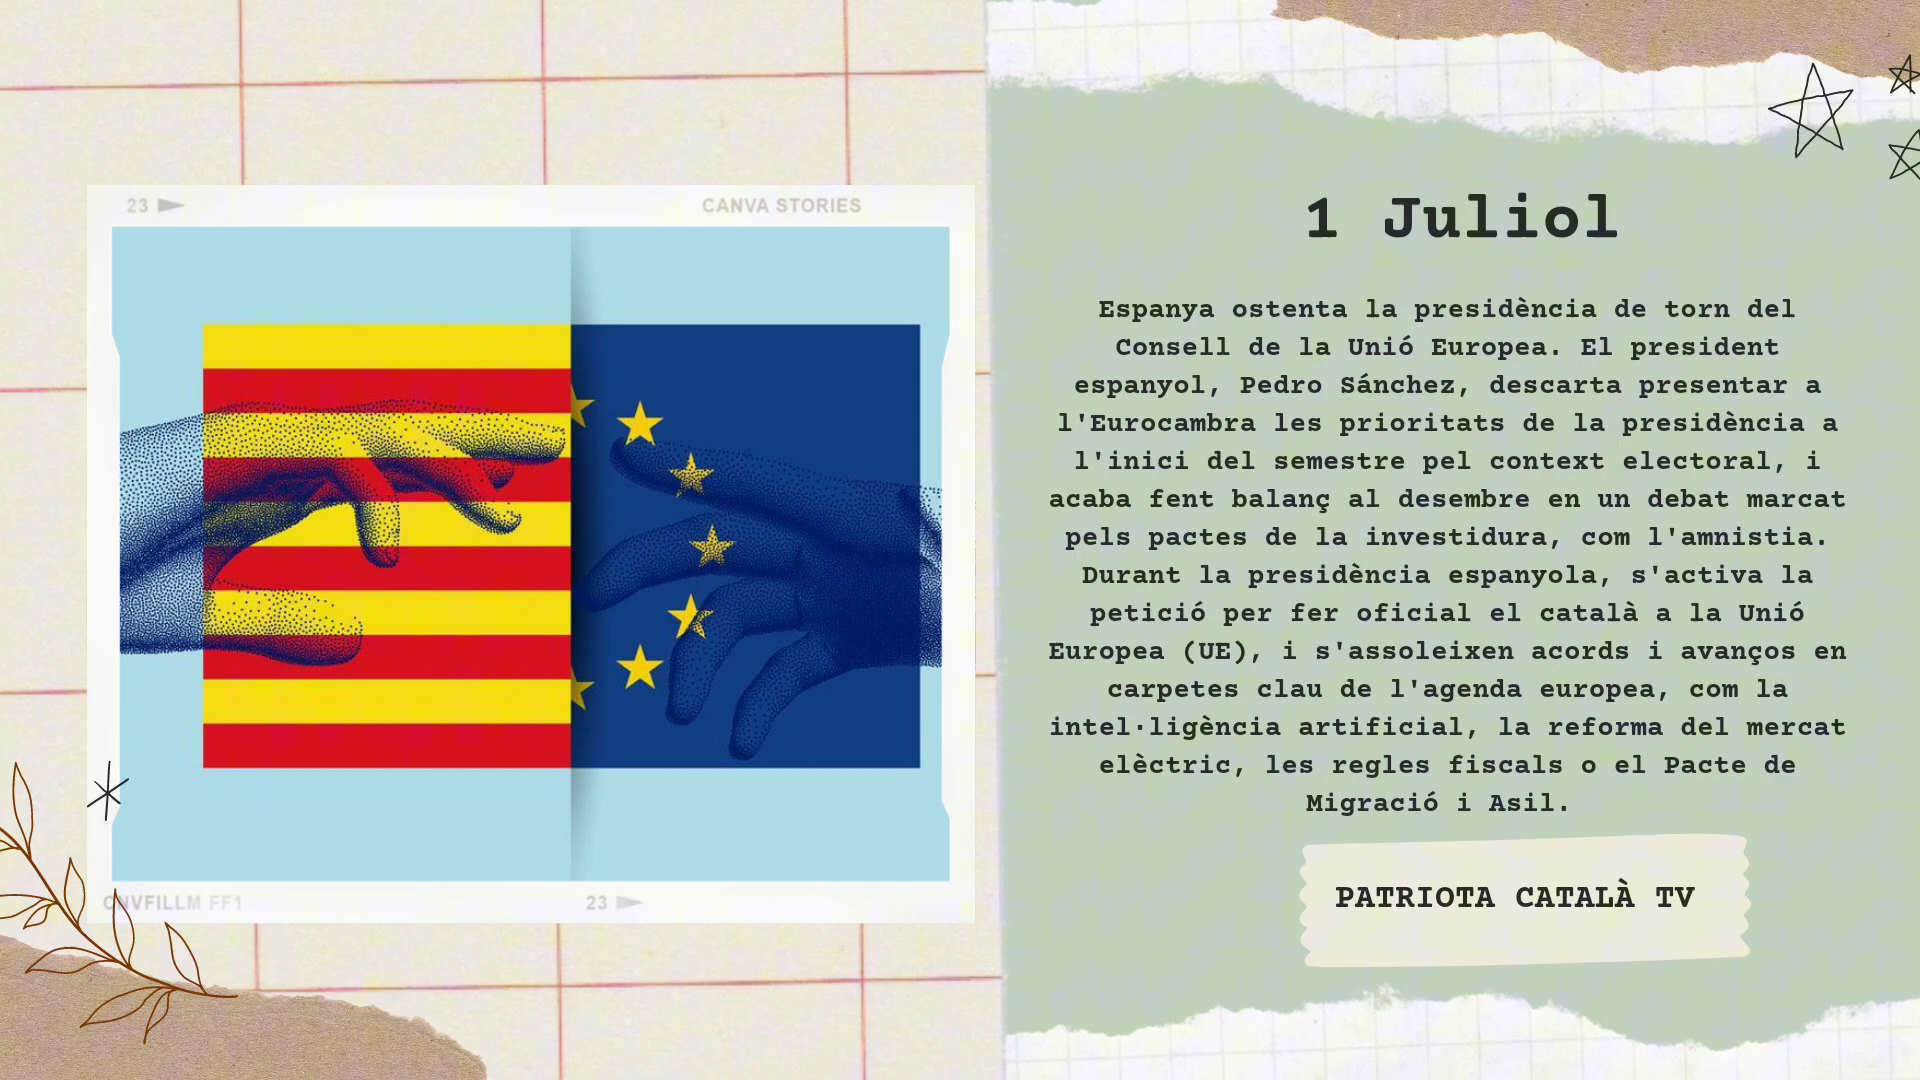 23
CANVA STORIES
CNVFILLM FF1
23
1 Juliol
Espanya ostenta la presidència de torn del
Consell de la Unió Europea. El president
espanyol, Pedro Sánchez, descarta presentar a
l'Eurocambra les prioritats de la presidència a
l'inici del semestre pel context electoral, i
acaba fent balanç al desembre en un debat marcat
pels pactes de la investidura, com l'amnistia.
Durant la presidència espanyola, s'activa la
petició per fer oficial el català a la Unió
Europea (UE), i s'assoleixen acords i avanços en
carpetes clau de l'agenda europea, com la
intel·ligència artificial, la reforma del mercat
elèctric, les regles fiscals o el Pacte de
Migració i Asil.
PATRIOTA CATALÀ TV